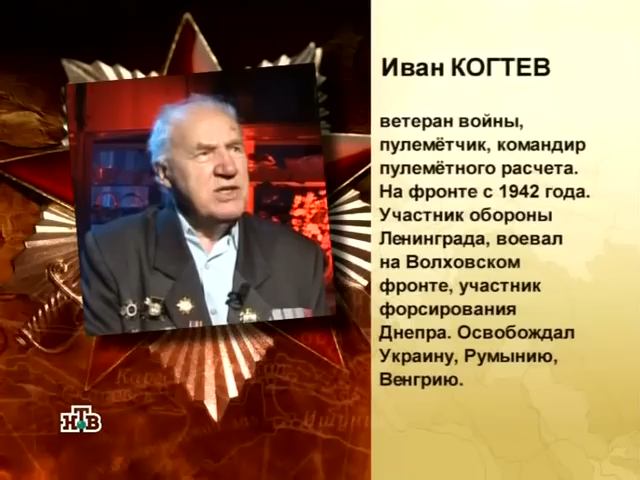 Иван КОГТЕВ
ветеран войны,
пулемётчик, командир
пулемётного расчета.
На фронте с 1942 года.
Участник обороны
Ленинграда, воевал
на Волховском
фронте, участник
форсирования
Днепра. Освобождал
Украину, Румынию,
Венгрию.
НТВ